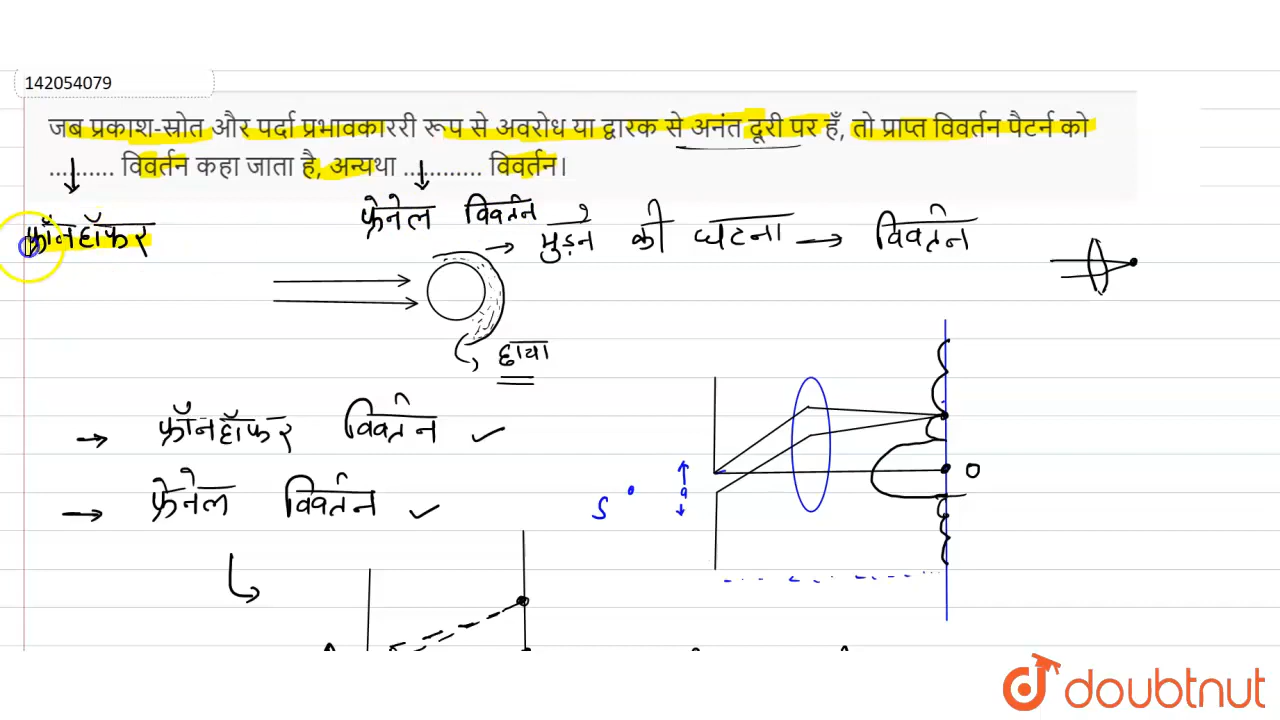 142054079
जब प्रकाश-स्रोत और पर्दा प्रभावकाररी रूप से अवरोध या द्वारक से अनंत दूरी पर हैं, तो प्राप्त विवर्तन पैटर्न को
........... विवर्तन कहा जाता है, अन्यथा ............ विवर्तन।
फ्रॉनहॉफर
फ्रेनेल विवर्तन
मुड़ने की घटना → विवर्तन
छाया
→ फ्रॉनहॉफर विवर्तन ✓
→ फ्रेनेल विवर्तन ✓
S
a
O
doubtnut